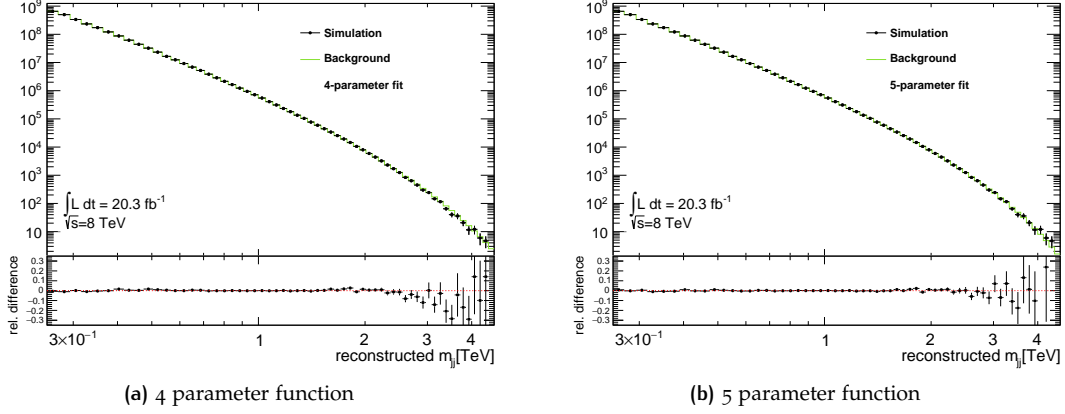 10⁹
10⁸
10⁷
10⁶
10⁵
10⁴
10³
10²
10
Simulation
Background
4-parameter fit
∫L dt = 20.3 fb⁻¹
√s=8 TeV
rel. difference
0.3
0.2
0.1
0
−0.1
−0.2
−0.3
3×10⁻¹ 1 2 3 4
reconstructed m_jj[TeV]
(a) 4 parameter function
10⁹
10⁸
10⁷
10⁶
10⁵
10⁴
10³
10²
10
Simulation
Background
5-parameter fit
∫L dt = 20.3 fb⁻¹
√s=8 TeV
rel. difference
0.3
0.2
0.1
0
−0.1
−0.2
−0.3
3×10⁻¹ 1 2 3 4
reconstructed m_jj[TeV]
(b) 5 parameter function